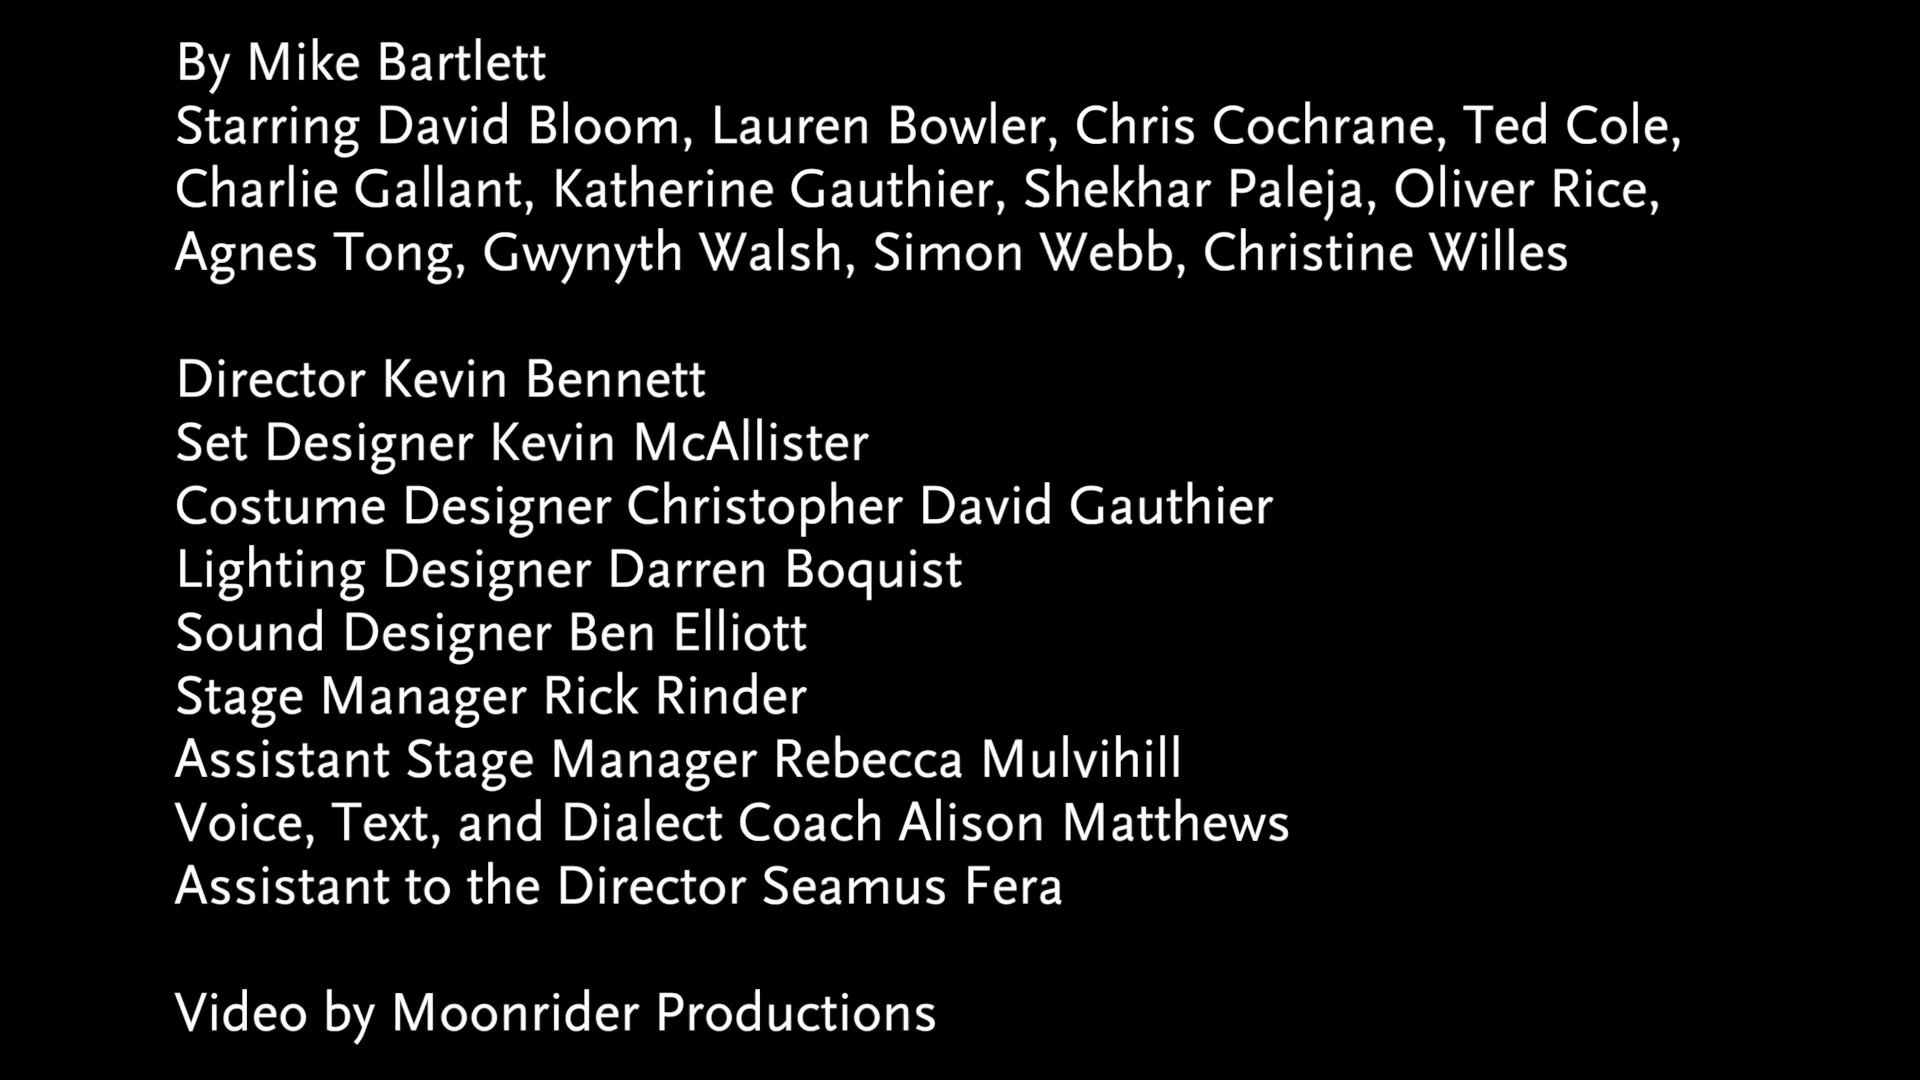 By Mike Bartlett
Starring David Bloom, Lauren Bowler, Chris Cochrane, Ted Cole,
Charlie Gallant, Katherine Gauthier, Shekhar Paleja, Oliver Rice,
Agnes Tong, Gwynyth Walsh, Simon Webb, Christine Willes
Director Kevin Bennett
Set Designer Kevin McAllister
Costume Designer Christopher David Gauthier
Lighting Designer Darren Boquist
Sound Designer Ben Elliott
Stage Manager Rick Rinder
Assistant Stage Manager Rebecca Mulvihill
Voice, Text, and Dialect Coach Alison Matthews
Assistant to the Director Seamus Fera
Video by Moonrider Productions